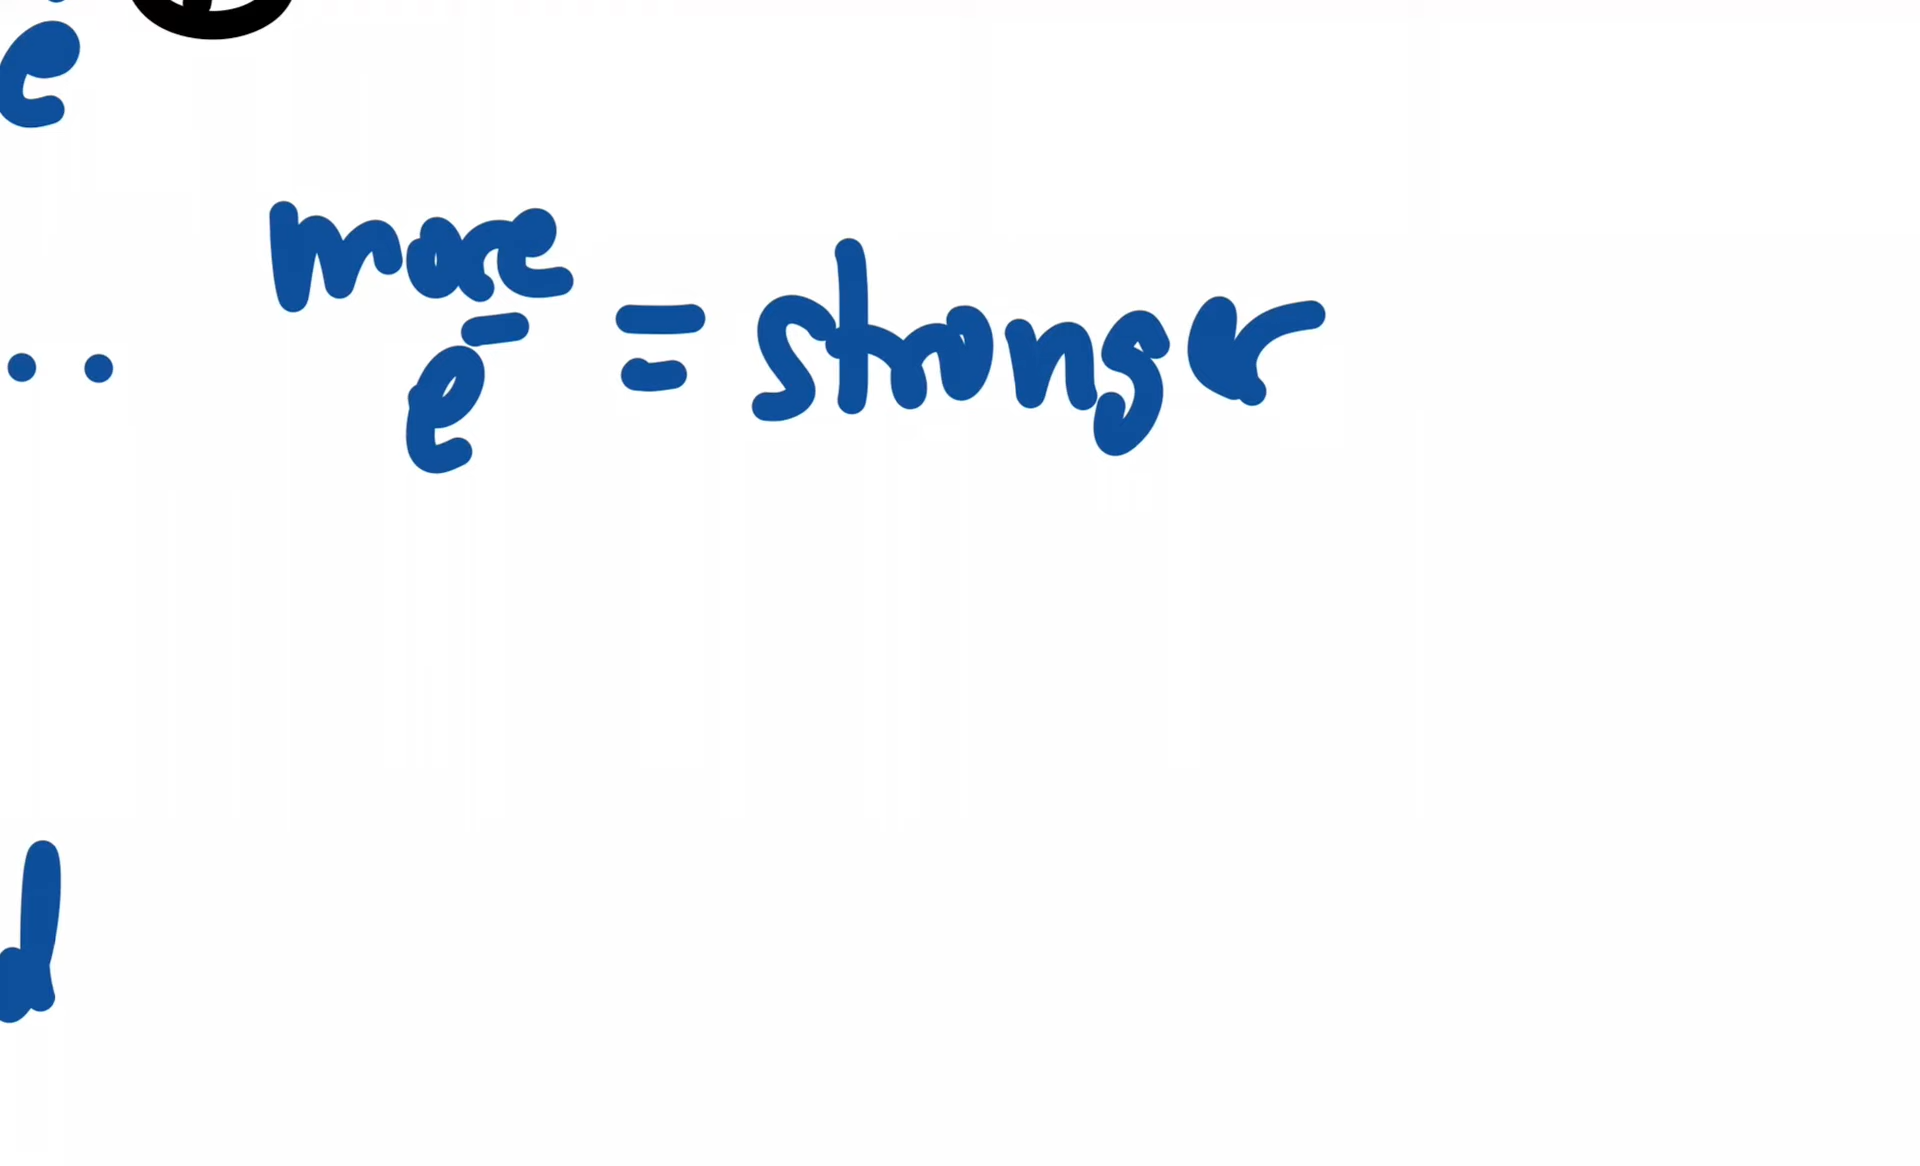 e
more
e⁻ = stronger
..
d